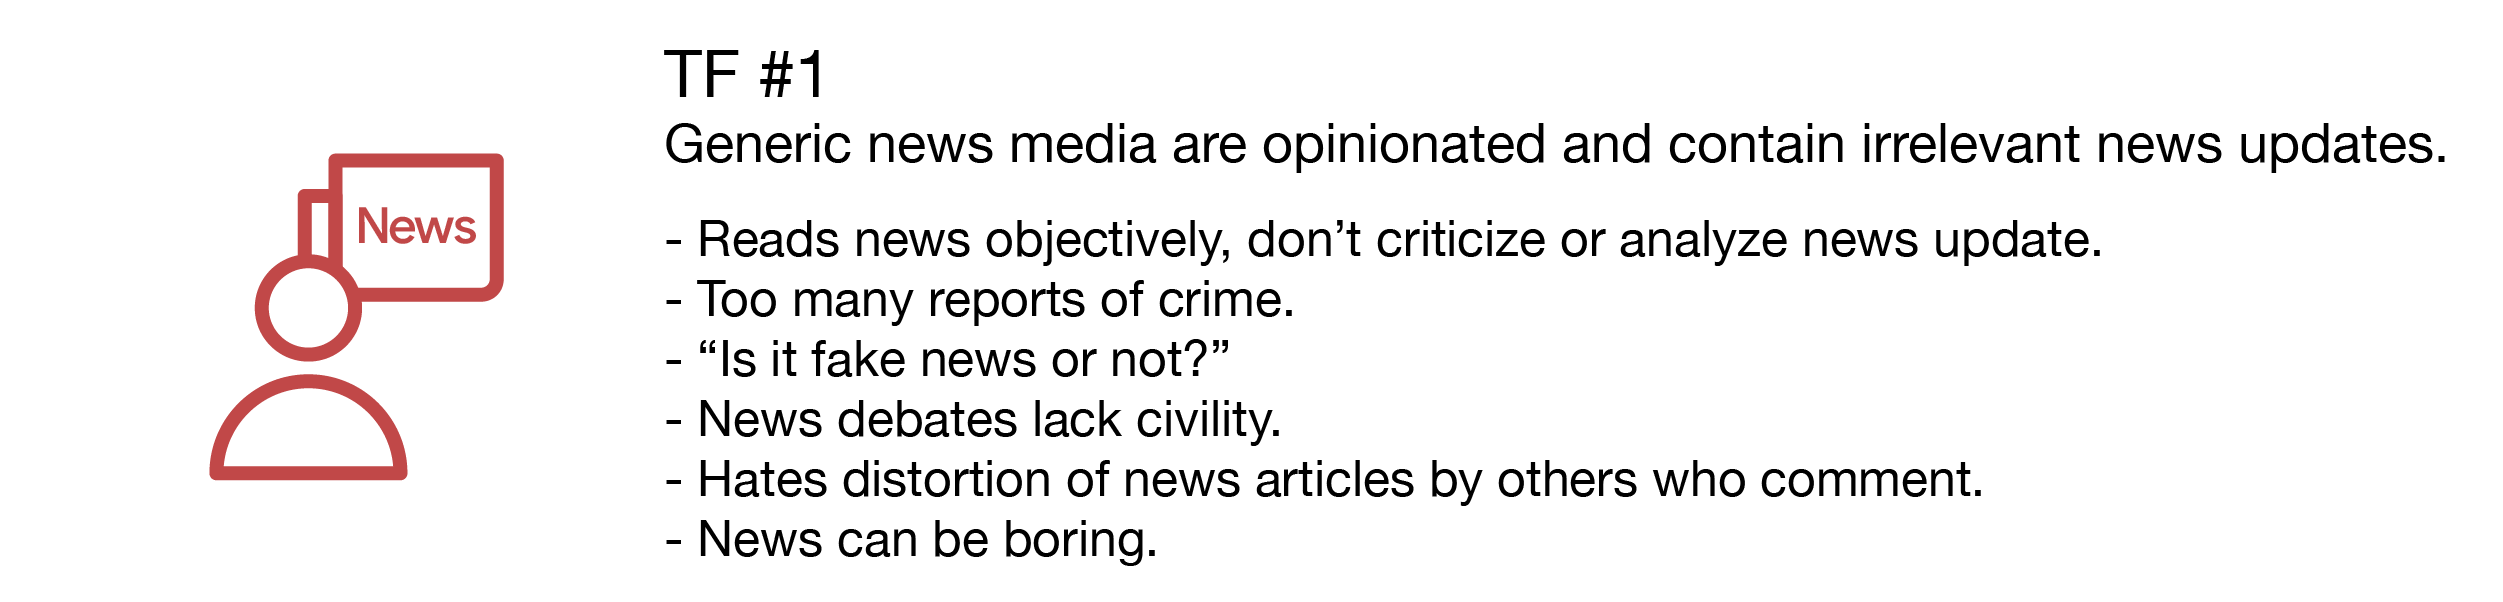 News
TF #1
Generic news media are opinionated and contain irrelevant news updates.
- Reads news objectively, don’t criticize or analyze news update.
- Too many reports of crime.
- “Is it fake news or not?”
- News debates lack civility.
- Hates distortion of news articles by others who comment.
- News can be boring.